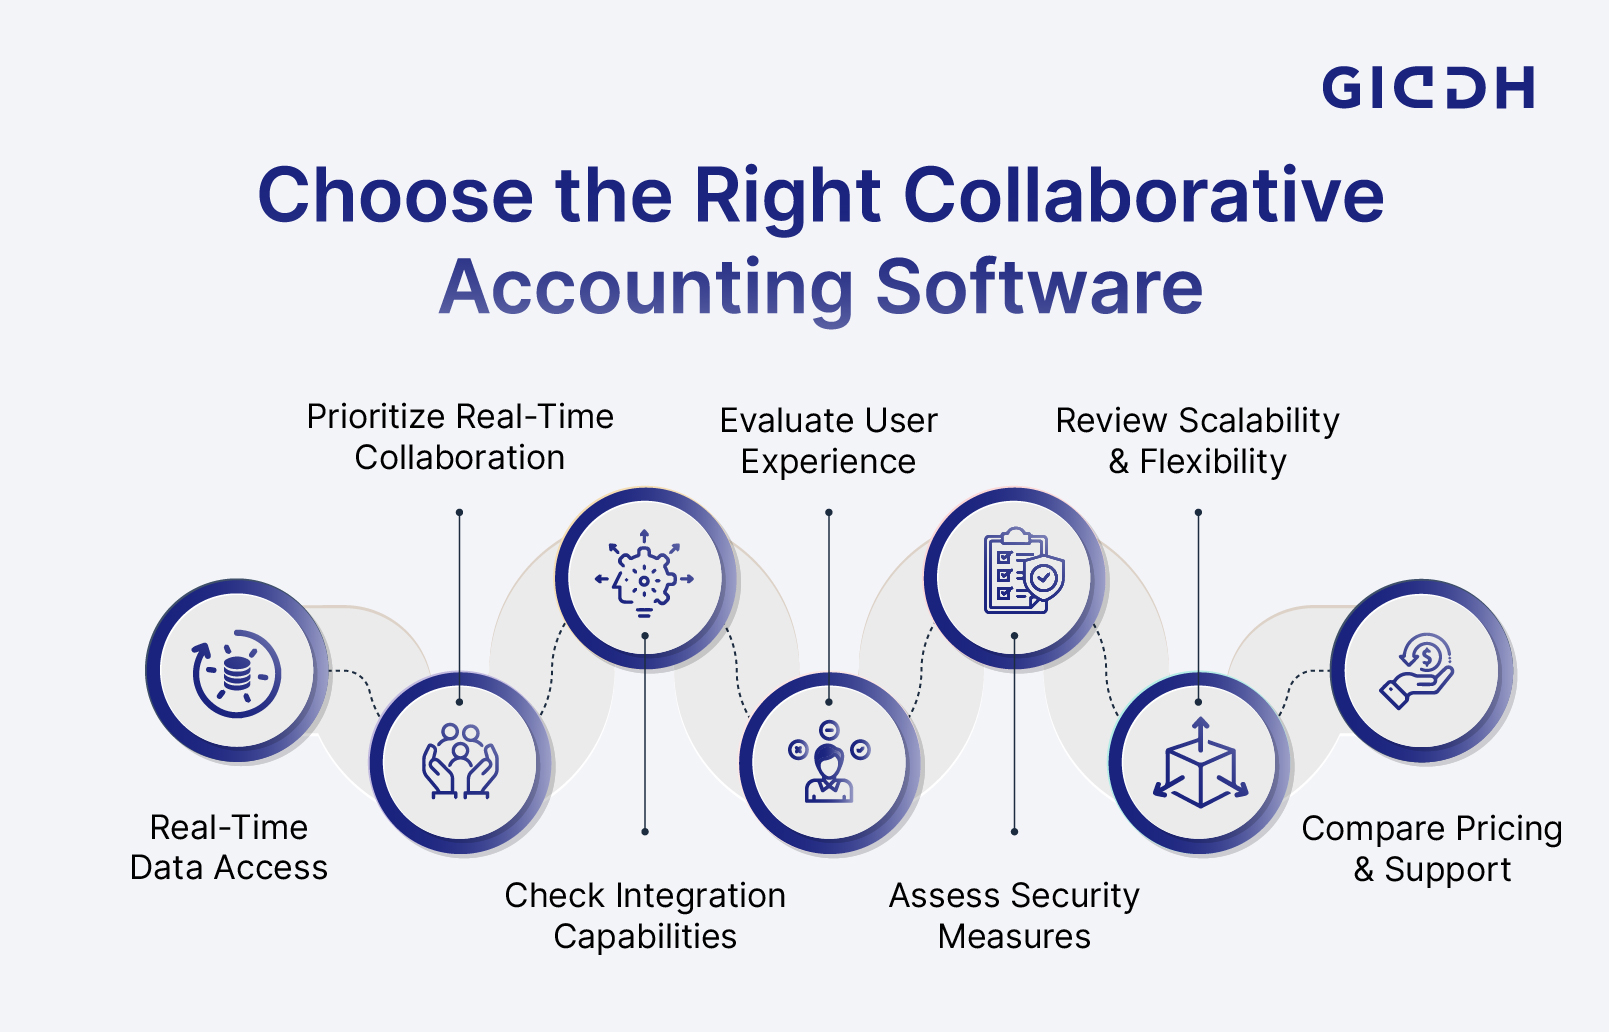 GIDDH
Choose the Right Collaborative
Accounting Software
Prioritize Real-Time
Collaboration
Evaluate User
Experience
Review Scalability
& Flexibility
$
Real-Time
Data Access
Check Integration
Capabilities
Assess Security
Measures
Compare Pricing
& Support